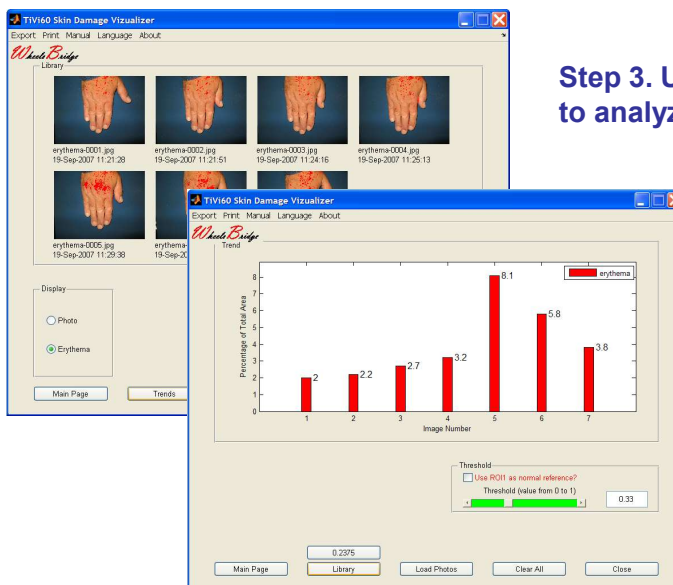 TiVi60 Skin Damage Vizualizer
Export Print Manual Language About
WheelsBridge
Library
erythema-0001.jpg erythema-0002.jpg erythema-0003.jpg erythema-0004.jpg
19-Sep-2007 11:21:28 19-Sep-2007 11:21:51 19-Sep-2007 11:24:16 19-Sep-2007 11:25:13
erythema-0005.jpg
19-Sep-2007 11:29:38
Display
Photo
Erythema
Main Page Trends
Step 3.
to analyz
TiVi60 Skin Damage Vizualizer
Export Print Manual Language About
WheelsBridge
Trend
erythema
Percentage of Total Area
8
7
6
5
4
3
2
1
0
2 2.2 2.7 3.2 8.1 5.8 3.8
1 2 3 4 5 6 7
Image Number
Threshold
Use ROI1 as normal reference?
Threshold (value from 0 to 1)
0.33
0.2375
Main Page Library Load Photos Clear All Close